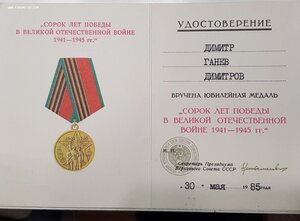 „СОРОК ЛЕТ ПОБЕДЫ
В ВЕЛИКОЙ ОТЕЧЕСТВЕННОЙ ВОЙНЕ
1941—1945 гг.“
УДОСТОВЕРЕНИЕ
ДИМИТР
ГАНЕВ
ДИМИТРОВ
ВРУЧЕНА ЮБИЛЕЙНАЯ МЕДАЛЬ
„СОРОК ЛЕТ ПОБЕДЫ
В ВЕЛИКОЙ ОТЕЧЕСТВЕННОЙ
ВОЙНЕ 1941—1945 гг.“
Секретарь Президиума
Верховного Совета СССР
„30“ мая 1985 года